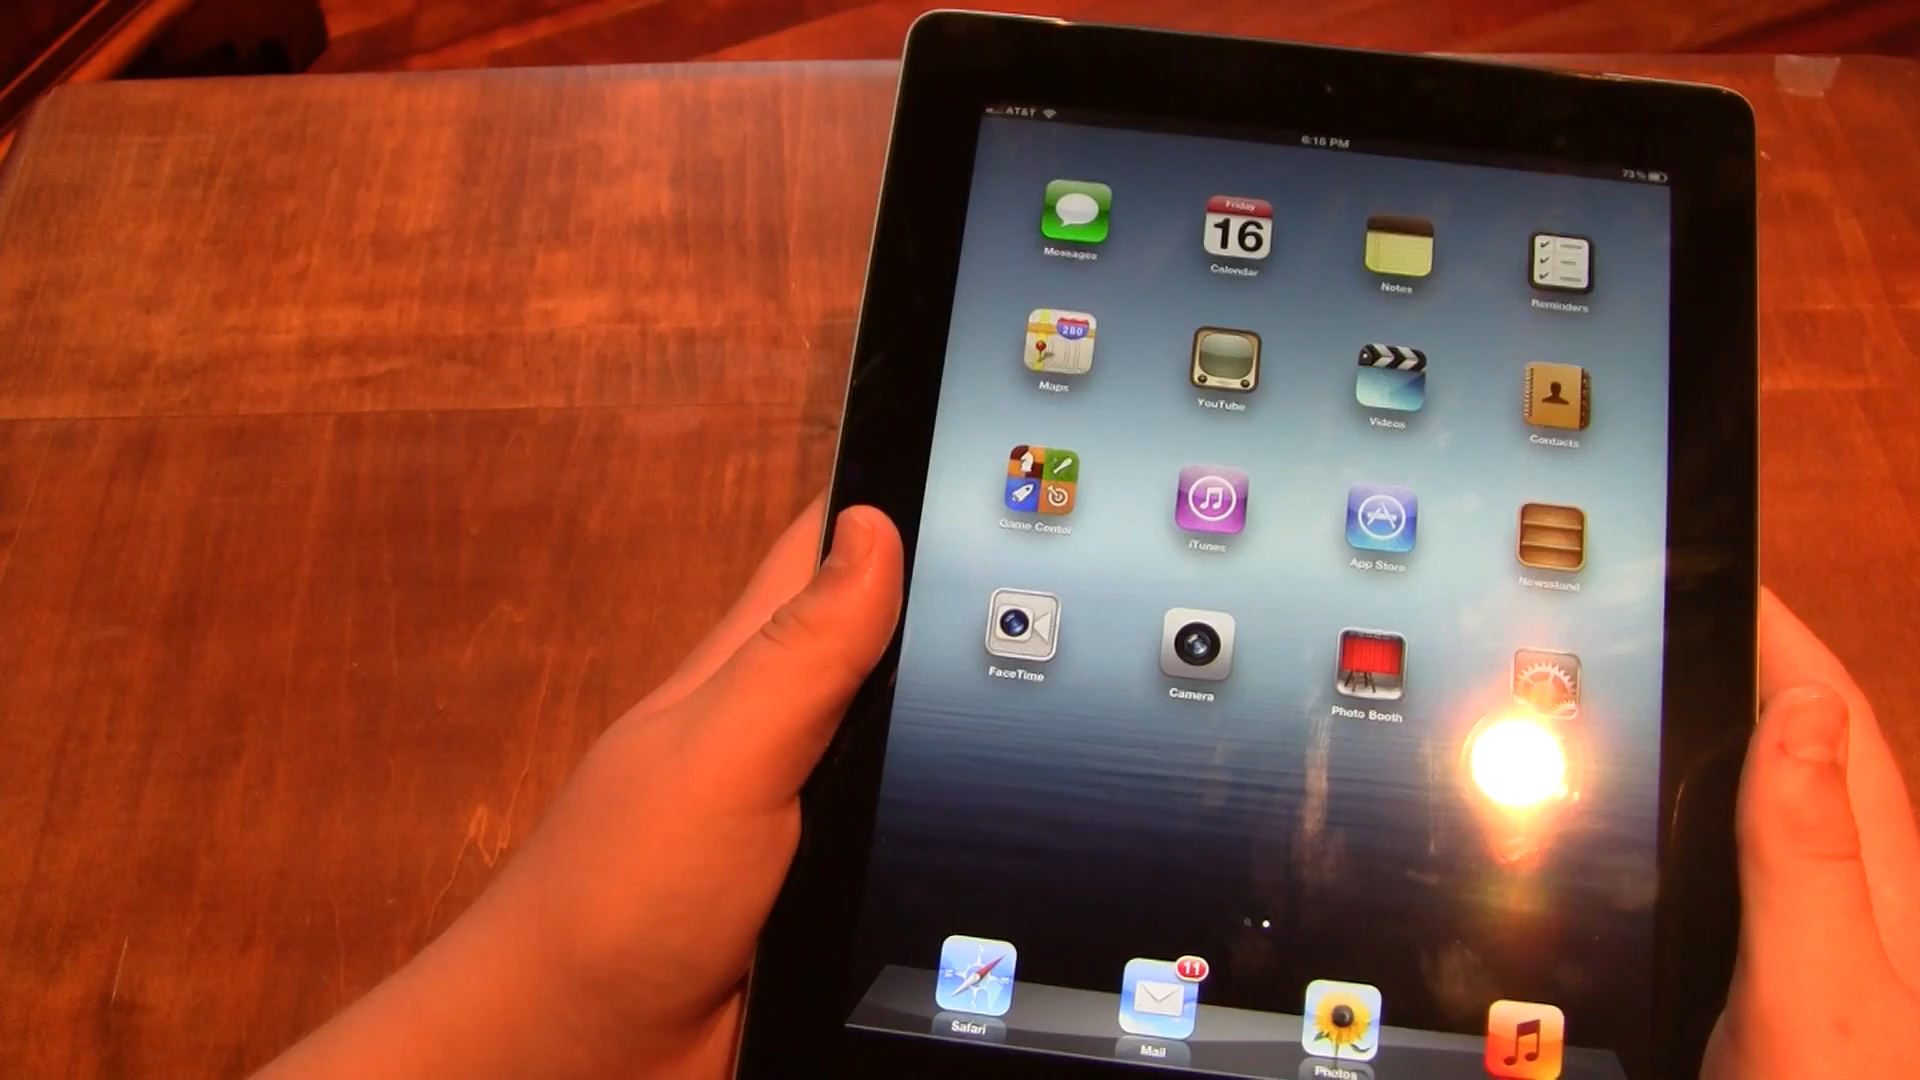 AT&T
6:15 PM
73%
Friday
16
Messages
Calendar
Notes
Reminders
280
Maps
YouTube
Videos
Contacts
Game Center
iTunes
App Store
Newsstand
FaceTime
Camera
Photo Booth
11
Safari
Mail
Photos